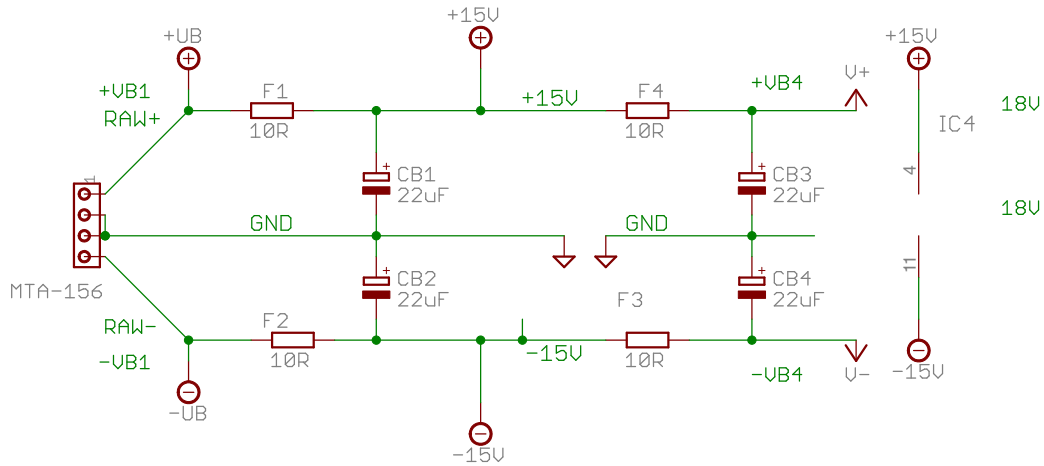 +15V
+UB
+15V
+VB1
F1
F4
+VB4
V+
18V
RAW+
+15V
10R
10R
IC4
1
CB1
22uF
CB3
22uF
4
18V
GND
GND
11
CB2
22uF
CB4
22uF
MTA-156
F3
RAW-
F2
-15V
-VB1
10R
10R
-VB4
V-
-15V
-UB
-15V